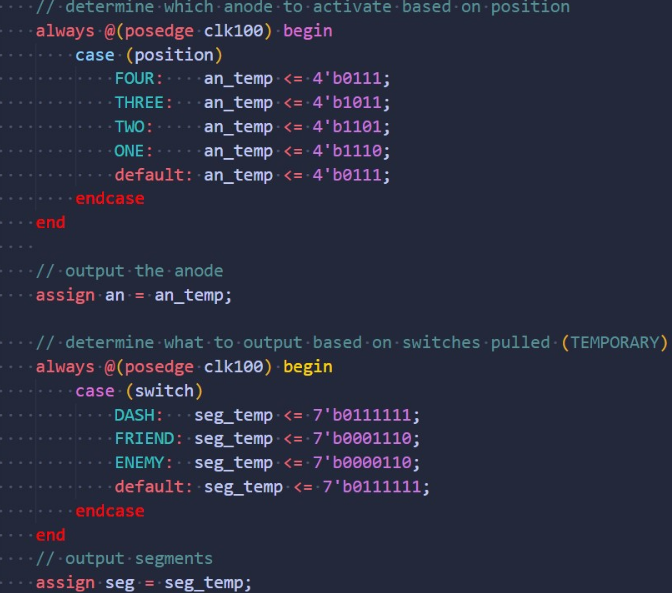 // determine which anode to activate based on position
always @(posedge clk100) begin
case (position)
FOUR: an_temp <= 4'b0111;
THREE: an_temp <= 4'b1011;
TWO: an_temp <= 4'b1101;
ONE: an_temp <= 4'b1110;
default: an_temp <= 4'b0111;
endcase
end
// output the anode
assign an = an_temp;
// determine what to output based on switches pulled (TEMPORARY)
always @(posedge clk100) begin
case (switch)
DASH: seg_temp <= 7'b0111111;
FRIEND: seg_temp <= 7'b0001110;
ENEMY: seg_temp <= 7'b0000110;
default: seg_temp <= 7'b0111111;
endcase
end
// output segments
assign seg = seg_temp;